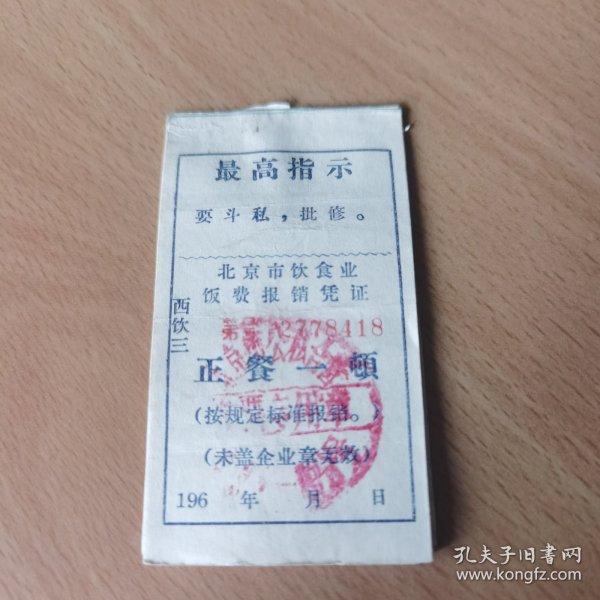 最高指示
要斗私，批修。
北京市饮食业
饭费报销凭证
西饮三
第 2778418
正餐一顿
（按规定标准报销。）
（未盖企业章无效）
196 年 月 日
孔夫子旧书网
www.kongfz.com